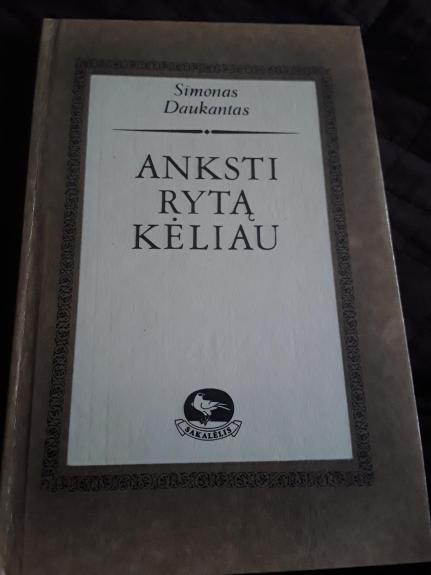 Simonas
Daukantas
ANKSTI
RYTĄ
KĖLIAU
SAKALĖLIS